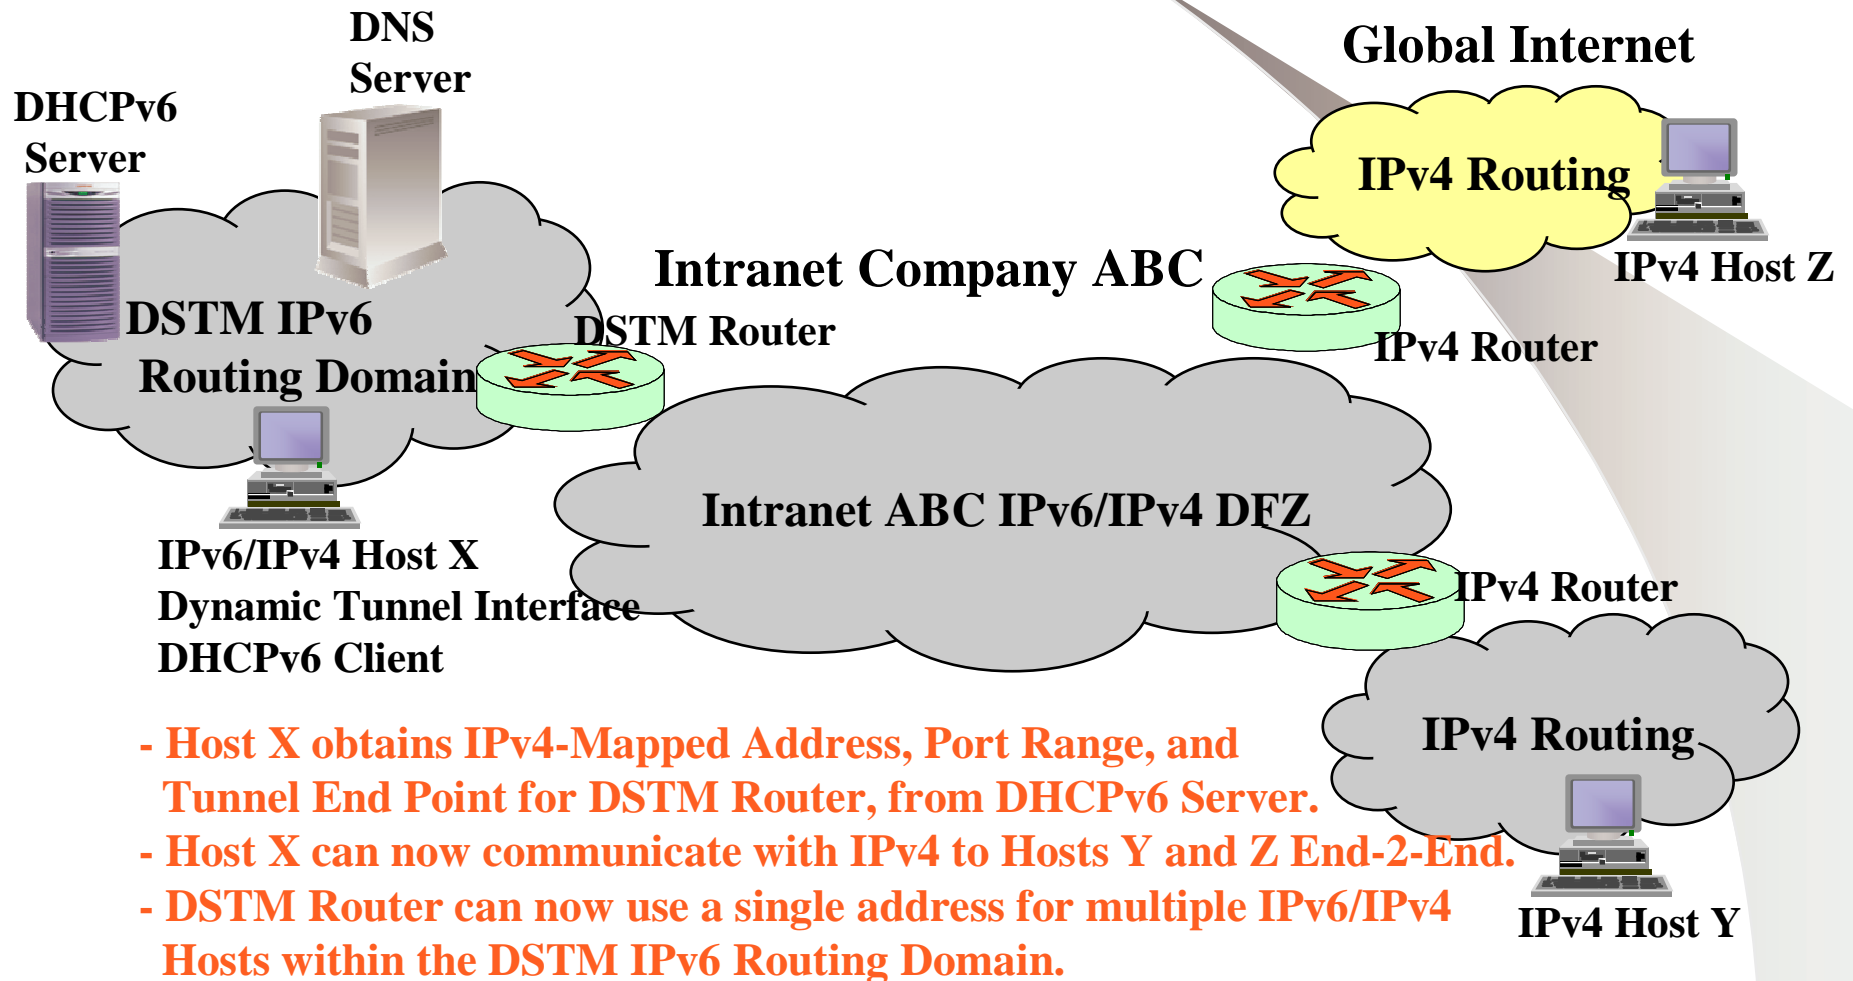 DNS
Server
Global Internet
DHCPv6
Server
IPv4 Routing
IPv4 Host Z
Intranet Company ABC
DSTM IPv6
Routing Domain
DSTM Router
IPv4 Router
Intranet ABC IPv6/IPv4 DFZ
IPv6/IPv4 Host X
Dynamic Tunnel Interface
DHCPv6 Client
IPv4 Router
IPv4 Routing
IPv4 Host Y
- Host X obtains IPv4-Mapped Address, Port Range, and
Tunnel End Point for DSTM Router, from DHCPv6 Server.
- Host X can now communicate with IPv4 to Hosts Y and Z End-2-End.
- DSTM Router can now use a single address for multiple IPv6/IPv4
Hosts within the DSTM IPv6 Routing Domain.